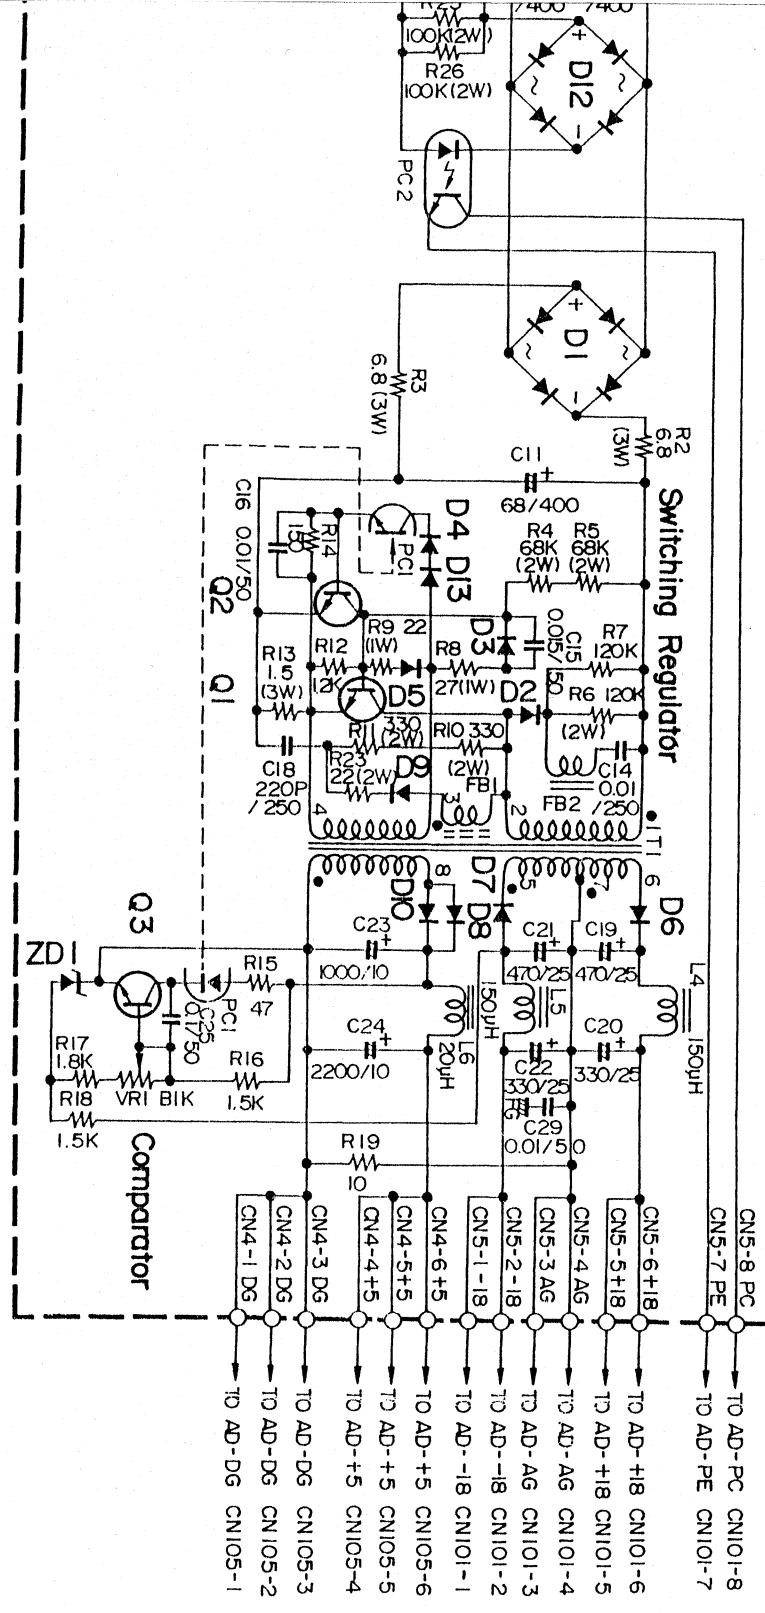 /400 /400
R25
100K(2W)
R26
100K(2W)
+
~ ~
D12
-
PC2
+
D1
~ ~
-
R3
6.8(3W)
R2
6.8
(3W)
C11
+
68/400
Switching Regulator
C16
0.01/50
R14
150
PC1
D4
D13
R4
68K
(2W)
R5
68K
(2W)
Q2
R9 22
(1W)
D3
C15
0.015/50
R7
120K
R13
1.5
(3W)
R12
1.2K
R8
27(1W)
Q1
D5
D2
R6 120K
(2W)
330
(2W)
R11
R10 330
(2W)
C18
220P
/250
R23
22(2W)
D9
FB1
FB2
C14
0.01
/250
4
3
2
1
T1
8
5
7
6
D10
D7
D8
D6
Q3
ZD1
C23
+
1000/10
C21
+
470/25
C19
+
470/25
R15
47
PC1
C25
0.1/50
L4
150μH
150μH
L5
C24
+
2200/10
L6
20μH
C22
+
330/25
C20
+
330/25
R17
1.8K
R16
1.5K
VR1 B1K
R18
1.5K
FG
C29
0.01/50
R19
10
Comparator
CN4-1 DG
CN4-2 DG
CN4-3 DG
CN4-4+5
CN4-5+5
CN4-6+5
CN5-1-18
CN5-2-18
CN5-3 AG
CN5-4 AG
CN5-5+18
CN5-6+18
CN5-7 PE
CN5-8 PC
TO AD-DG CN105-1
TO AD-DG CN105-2
TO AD-DG CN105-3
TO AD-+5 CN105-4
TO AD-+5 CN105-5
TO AD-+5 CN105-6
TO AD--18 CN101-1
TO AD--18 CN101-2
TO AD-AG CN101-3
TO AD-AG CN101-4
TO AD-+18 CN101-5
TO AD-+18 CN101-6
TO AD-PE CN101-7
TO AD-PC CN101-8